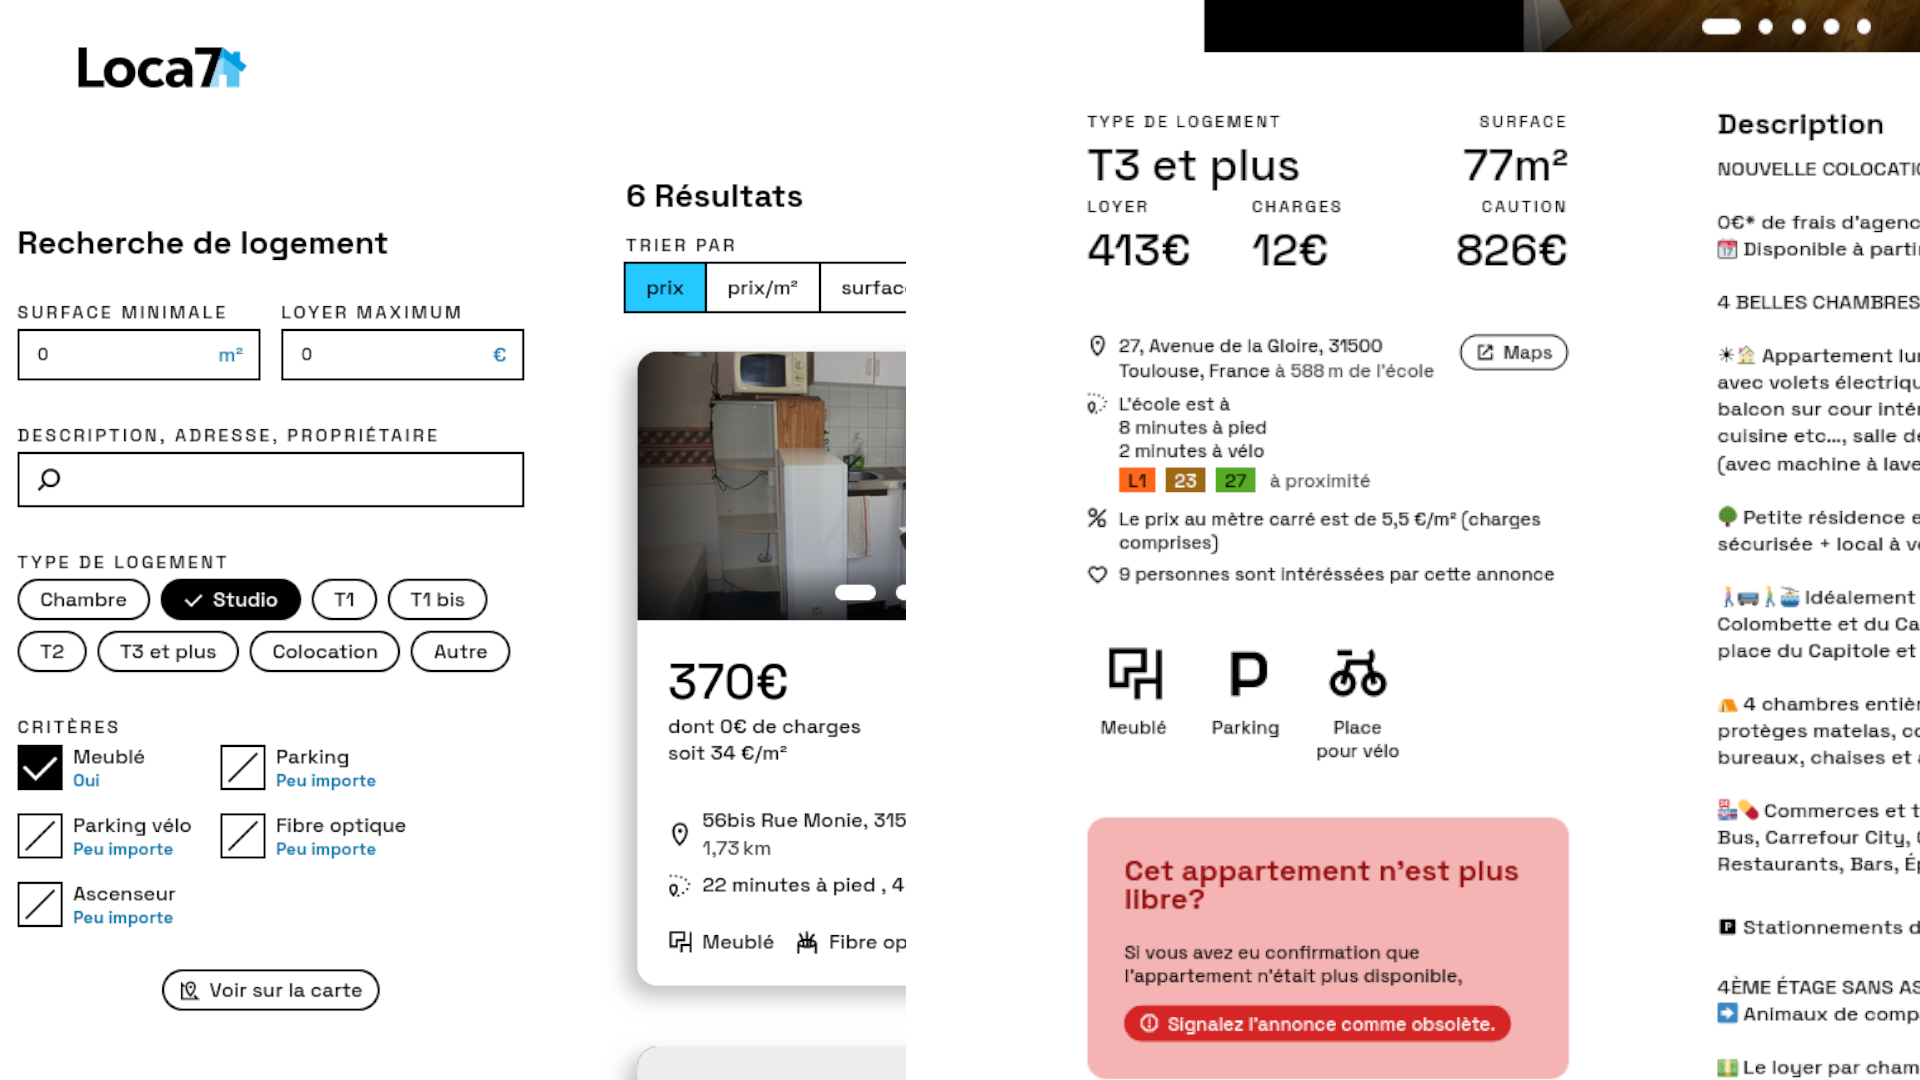 Loca7
Recherche de logement
SURFACE MINIMALE
LOYER MAXIMUM
0 m²
0 €
DESCRIPTION, ADRESSE, PROPRIÉTAIRE
TYPE DE LOGEMENT
Chambre
Studio
T1
T1 bis
T2
T3 et plus
Colocation
Autre
CRITÈRES
Meublé
Oui
Parking
Peu importe
Parking vélo
Peu importe
Fibre optique
Peu importe
Ascenseur
Peu importe
Voir sur la carte
6 Résultats
TRIER PAR
prix
prix/m²
surface
370€
dont 0€ de charges
soit 34 €/m²
56bis Rue Monie, 315
1,73 km
22 minutes à pied , 4
Meublé
Fibre op
TYPE DE LOGEMENT
SURFACE
T3 et plus
77m²
LOYER
CHARGES
CAUTION
413€
12€
826€
27, Avenue de la Gloire, 31500
Toulouse, France à 588 m de l'école
Maps
L'école est à
8 minutes à pied
2 minutes à vélo
L1 23 27 à proximité
Le prix au mètre carré est de 5,5 €/m² (charges
comprises)
9 personnes sont intéréssées par cette annonce
Meublé
Parking
Place
pour vélo
Cet appartement n'est plus
libre?
Si vous avez eu confirmation que
l'appartement n'était plus disponible,
Signalez l'annonce comme obsolète.
Description
NOUVELLE COLOCATIO
0€* de frais d'agenc
📅 Disponible à parti
4 BELLES CHAMBRES
☀🏠 Appartement lu
avec volets électriqu
balcon sur cour inté
cuisine etc..., salle d
(avec machine à lave
🌳 Petite résidence e
sécurisée + local à v
Idéalement
Colombette et du Ca
place du Capitole et
⛺ 4 chambres entiè
protèges matelas, co
bureaux, chaises et
🏪💊 Commerces et t
Bus, Carrefour City,
Restaurants, Bars, É
🅿 Stationnements d
4ÈME ÉTAGE SANS AS
➡ Animaux de comp
💵 Le loyer par cham